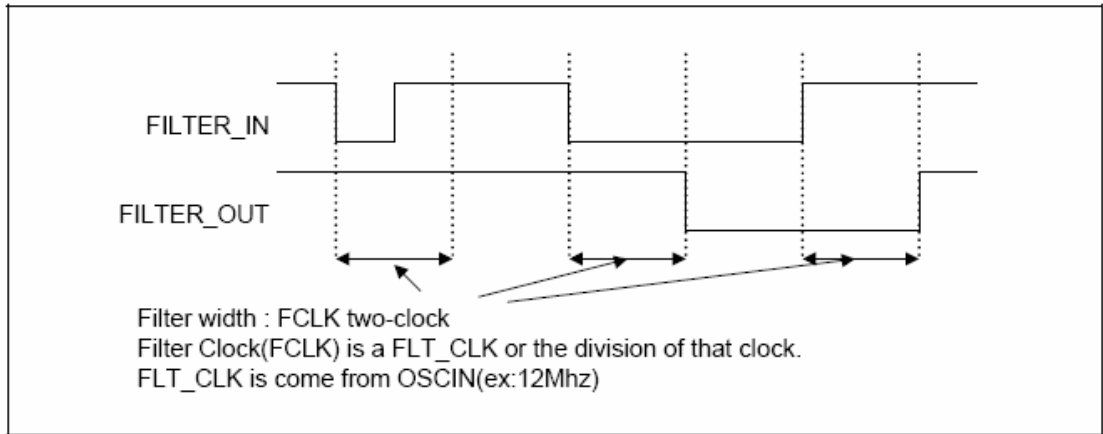 FILTER_IN
FILTER_OUT
Filter width : FCLK two-clock
Filter Clock(FCLK) is a FLT_CLK or the division of that clock.
FLT_CLK is come from OSCIN(ex:12Mhz)